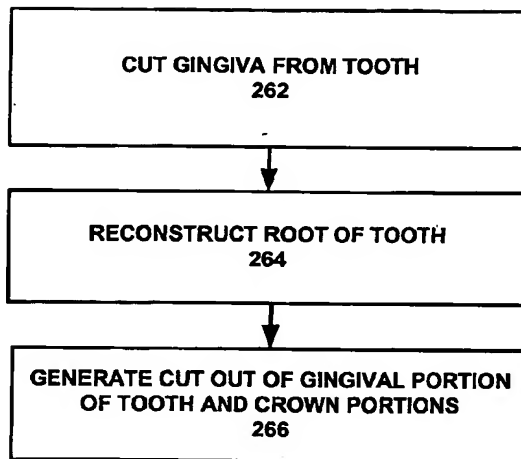 CUT GINGIVA FROM TOOTH
262
RECONSTRUCT ROOT OF TOOTH
264
GENERATE CUT OUT OF GINGIVAL PORTION
OF TOOTH AND CROWN PORTIONS
266